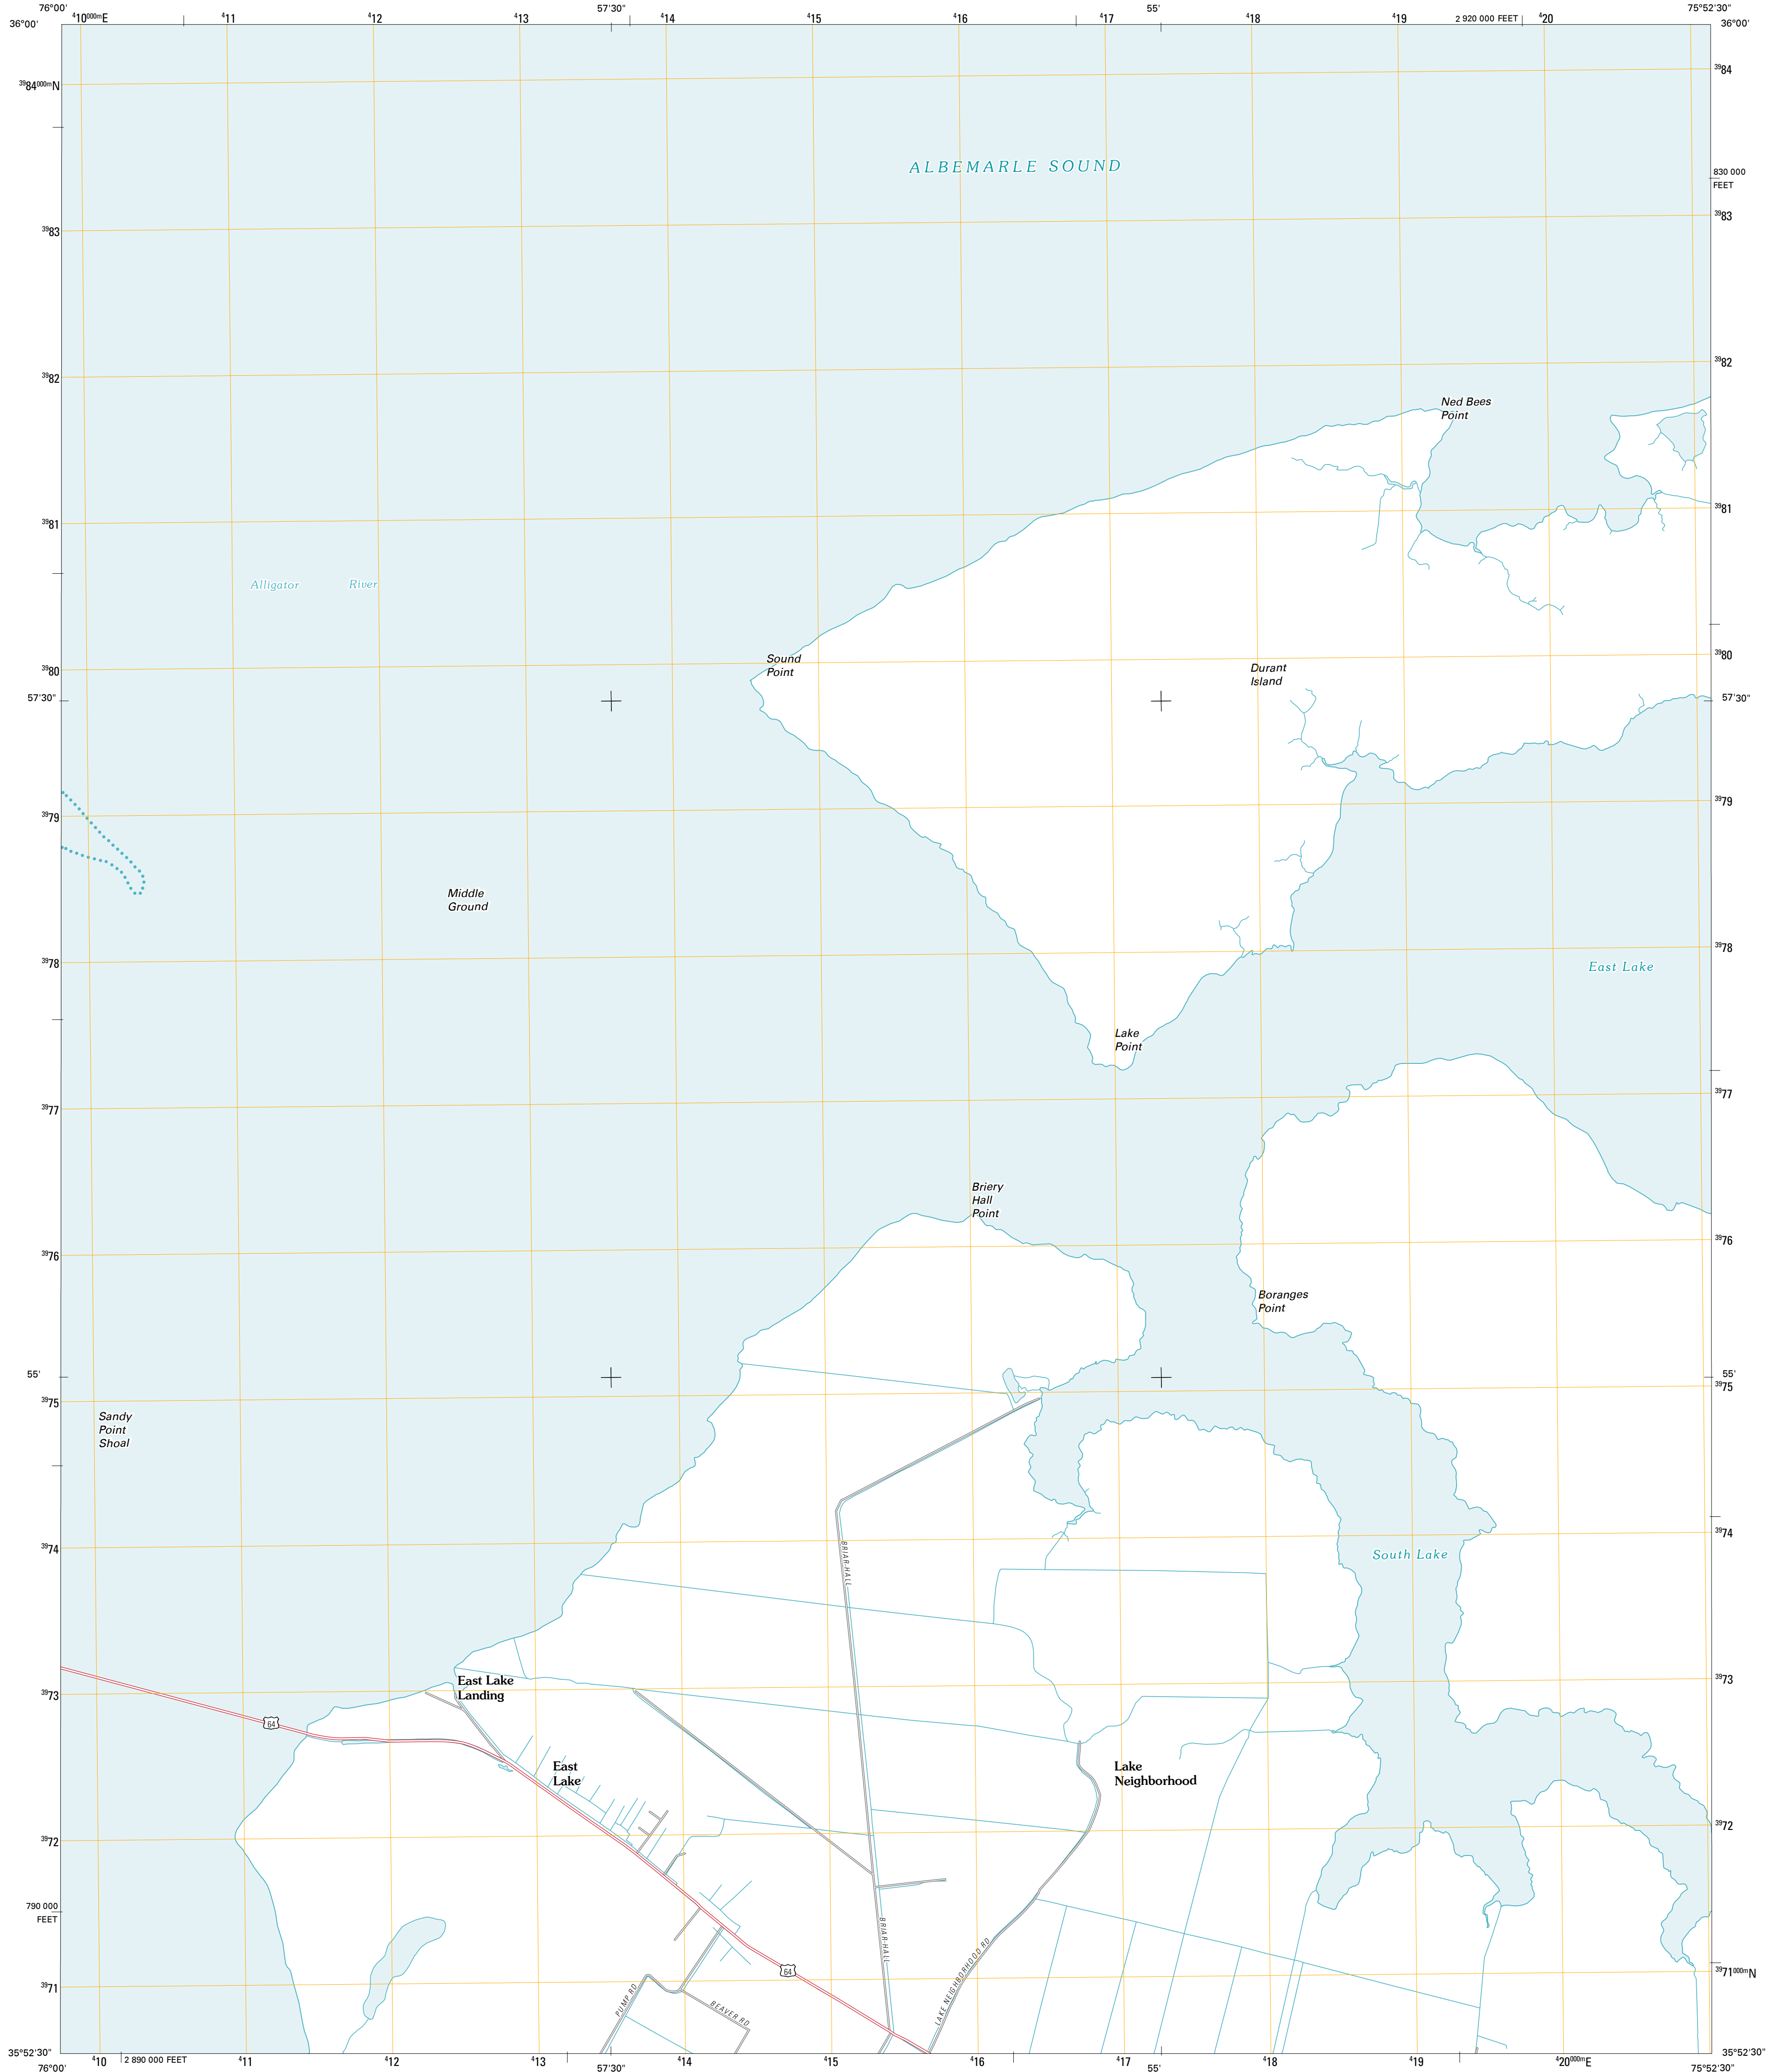 76°00'
57'30"
55'
75°52'30"
36°00'
⁴10⁰⁰⁰ᵐE
⁴11
⁴12
⁴13
⁴14
⁴15
⁴16
⁴17
⁴18
⁴19
2 920 000 FEET
⁴20
36°00'
³⁹84⁰⁰⁰ᵐN
³⁹84
ALBEMARLE SOUND
830 000
FEET
³⁹83
³⁹83
³⁹82
³⁹82
Ned Bees
Point
³⁹81
³⁹81
Alligator River
Sound
Point
Durant
Island
³⁹80
³⁹80
57'30"
57'30"
³⁹79
³⁹79
Middle
Ground
³⁹78
³⁹78
East Lake
Lake
Point
³⁹77
³⁹77
Briery
Hall
Point
³⁹76
³⁹76
Boranges
Point
55'
55'
³⁹75
³⁹75
Sandy
Point
Shoal
³⁹74
³⁹74
BRIAR-HALL
South Lake
East Lake
Landing
³⁹73
³⁹73
64
East
Lake
Lake
Neighborhood
³⁹72
³⁹72
790 000
FEET
BRIAR-HALL
LAKE NEIGHBORHOOD RD
64
³⁹71
³⁹71⁰⁰⁰ᵐN
PUMP RD
BEAVER RD
35°52'30"
35°52'30"
⁴10
2 890 000 FEET
⁴11
⁴12
⁴13
⁴14
⁴15
⁴16
⁴17
⁴18
⁴19
⁴20⁰⁰⁰ᵐE
76°00'
57'30"
55'
75°52'30"